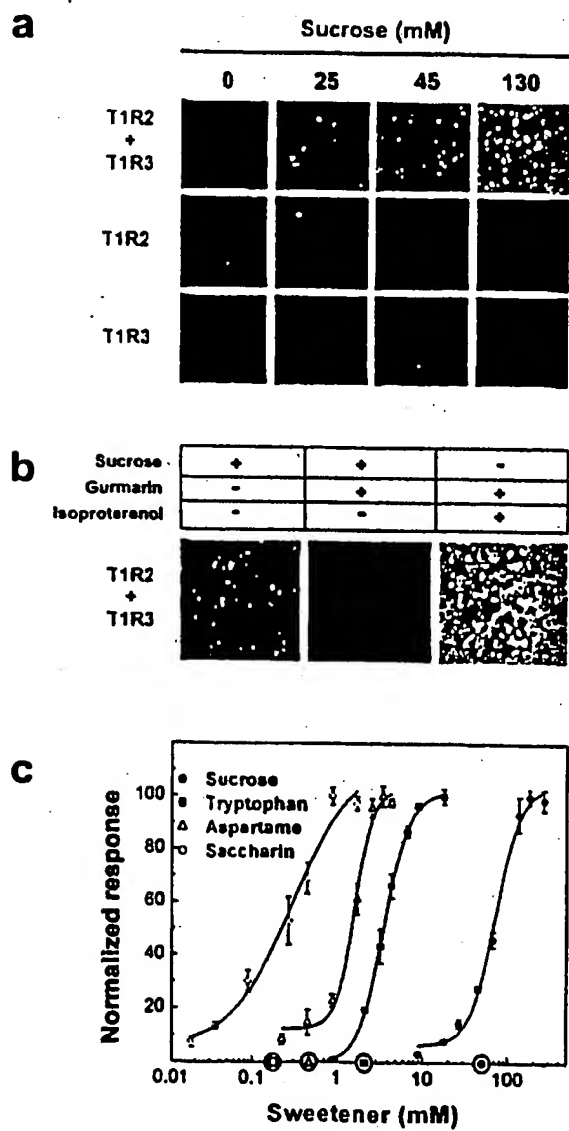 a
Sucrose (mM)
0 25 45 130
T1R2
+
T1R3
T1R2
T1R3
b
Sucrose + + -
Gurmarin - + +
Isoproteranol - - +
T1R2
+
T1R3
c
Sucrose
Tryptophan
Aspartame
Saccharin
Normalized response
100
80
60
40
20
0.01 0.1 1 10 100
Sweetener (mM)